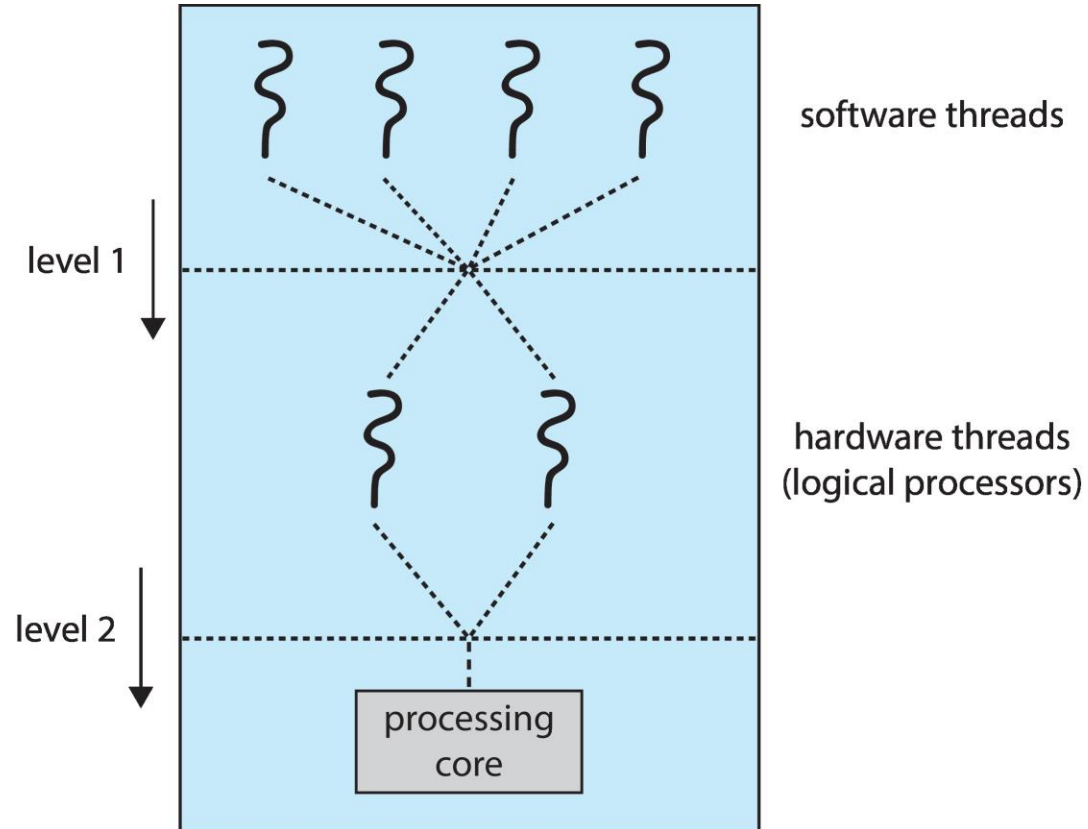 software threads
level 1
hardware threads
(logical processors)
level 2
processing
core